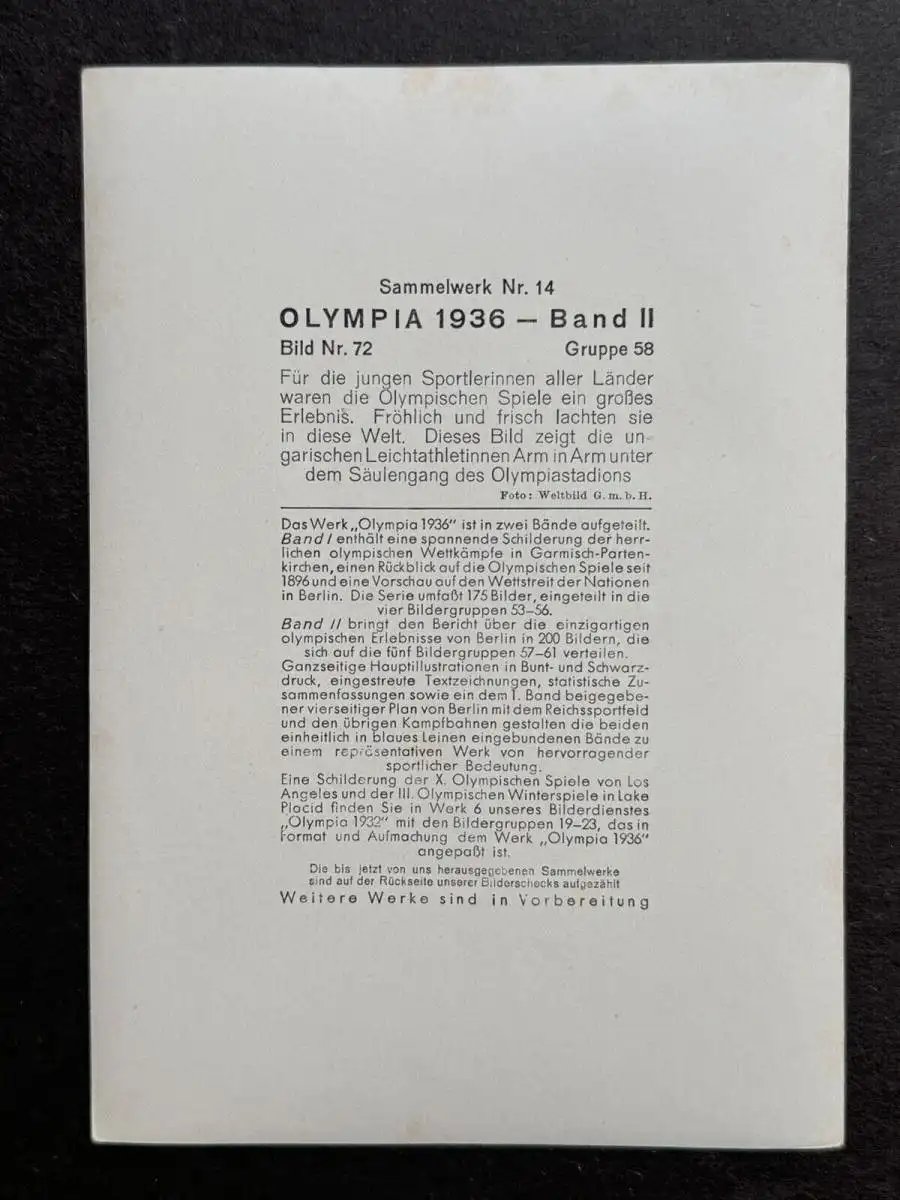 Sammelwerk Nr. 14
OLYMPIA 1936 — Band II
Bild Nr. 72 Gruppe 58
Für die jungen Sportlerinnen aller Länder
waren die Olympischen Spiele ein großes
Erlebnis. Fröhlich und frisch lachten sie
in diese Welt. Dieses Bild zeigt die un-
garischen Leichtathletinnen Arm in Arm unter
dem Säulengang des Olympiastadions
Foto: Weltbild G. m. b. H.
Das Werk „Olympia 1936“ ist in zwei Bände aufgeteilt.
Band I enthält eine spannende Schilderung der herr-
lichen olympischen Wettkämpfe in Garmisch-Parten-
kirchen, einen Rückblick auf die Olympischen Spiele seit
1896 und eine Vorschau auf den Wettstreit der Nationen
in Berlin. Die Serie umfaßt 175 Bilder, eingeteilt in die
vier Bildergruppen 53–56.
Band II bringt den Bericht über die einzigartigen
olympischen Erlebnisse von Berlin in 200 Bildern, die
sich auf die fünf Bildergruppen 57–61 verteilen.
Ganzseitige Hauptillustrationen in Bunt- und Schwarz-
druck, eingestreute Textzeichnungen, statistische Zu-
sammenfassungen sowie ein dem 1. Band beigegebe-
ner vierseitiger Plan von Berlin mit dem Reichssportfeld
und den übrigen Kampfbahnen gestalten die beiden
einheitlich in blaues Leinen eingebundenen Bände zu
einem repräsentativen Werk von hervorragender
sportlicher Bedeutung.
Eine Schilderung der X. Olympischen Spiele von Los
Angeles und der III. Olympischen Winterspiele in Lake
Placid finden Sie in Werk 6 unseres Bilderdienstes
„Olympia 1932“ mit den Bildergruppen 19–23, das in
Format und Aufmachung dem Werk „Olympia 1936“
angepaßt ist.
Die bis jetzt von uns herausgegebenen Sammelwerke
sind auf der Rückseite unserer Bilderschecks aufgezählt
Weitere Werke sind in Vorbereitung